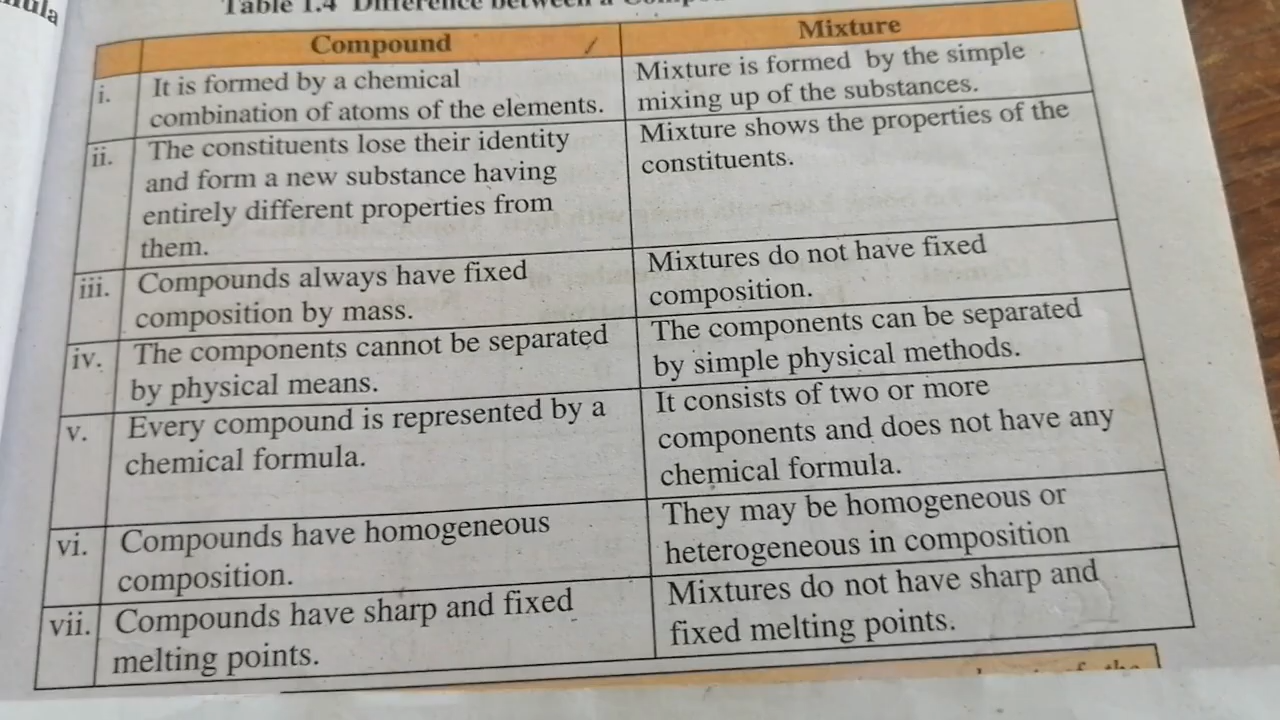 Table 1.4 Difference between a
Compound
Mixture
i.
It is formed by a chemical
combination of atoms of the elements.
Mixture is formed by the simple
mixing up of the substances.
ii.
The constituents lose their identity
and form a new substance having
entirely different properties from
them.
Mixture shows the properties of the
constituents.
iii.
Compounds always have fixed
composition by mass.
Mixtures do not have fixed
composition.
iv.
The components cannot be separated
by physical means.
The components can be separated
by simple physical methods.
v.
Every compound is represented by a
chemical formula.
It consists of two or more
components and does not have any
chemical formula.
vi.
Compounds have homogeneous
composition.
They may be homogeneous or
heterogeneous in composition
vii.
Compounds have sharp and fixed
melting points.
Mixtures do not have sharp and
fixed melting points.